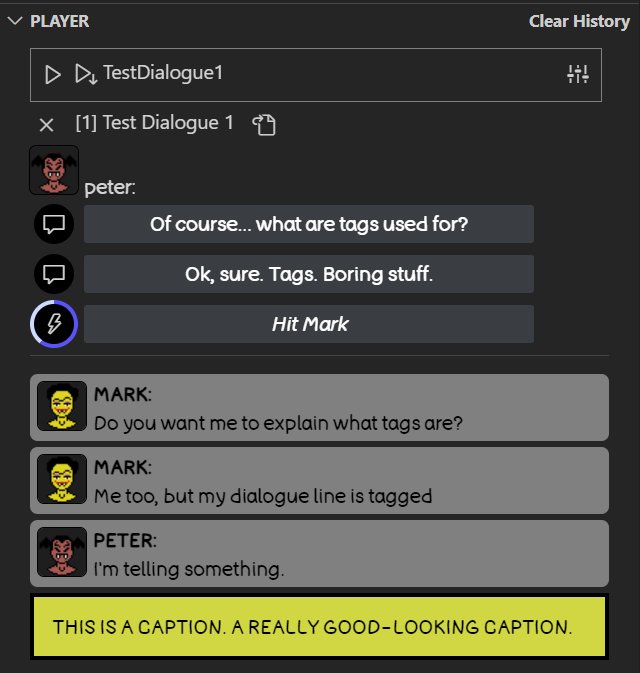 PLAYER Clear History
TestDialogue1
[1] Test Dialogue 1
peter:
Of course... what are tags used for?
Ok, sure. Tags. Boring stuff.
Hit Mark
MARK:
Do you want me to explain what tags are?
MARK:
Me too, but my dialogue line is tagged
PETER:
I'm telling something.
THIS IS A CAPTION. A REALLY GOOD-LOOKING CAPTION.